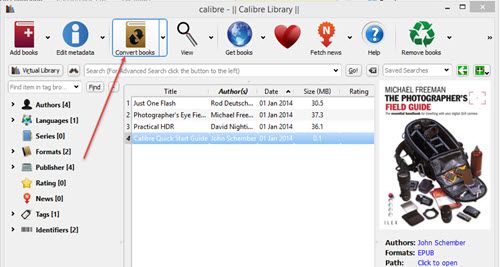 calibre - || Calibre Library ||
Add books
Edit metadata
Convert books
View
Get books
Fetch news
Help
Remove books
Virtual Library
Search (For Advanced Search click the button to the left)
Go!
Saved Searches
Find item in tag brow...
Find
Authors [4]
Languages [1]
Series [0]
Formats [2]
Publisher [4]
Rating [0]
News [0]
Tags [1]
Identifiers [2]
Title Author(s) Date Size (MB) Rating
1 Just One Flash Rod Deutsch... 01 Jan 2014 30.5
2 Photographer's Eye Fie... Michael Fre... 01 Jan 2014 37.3
3 Practical HDR David Nighti... 01 Jan 2014 36.1
4 Calibre Quick Start Guide John Schember 01 Jan 2014 0.1
MICHAEL FREEMAN
THE PHOTOGRAPHER'S
FIELD GUIDE
ILEX
Authors: John Schember
Formats: EPUB
Path: Click to open